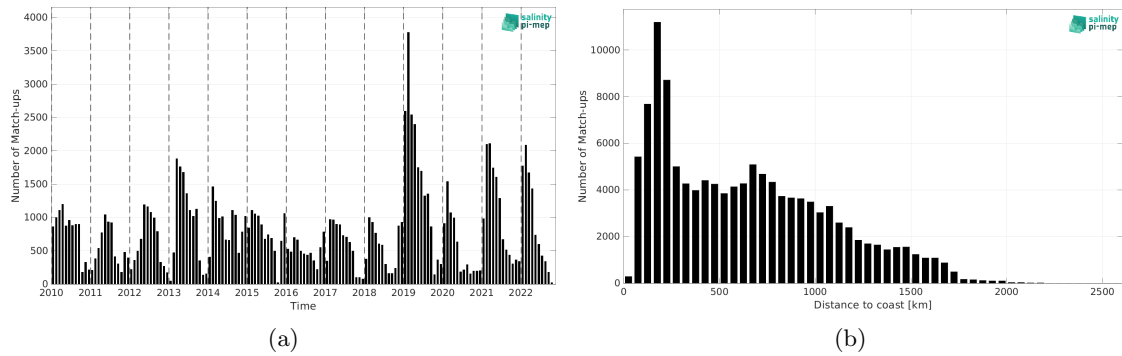 4000
3500
3000
2500
2000
1500
1000
500
0
Number of Match-ups
2010 2011 2012 2013 2014 2015 2016 2017 2018 2019 2020 2021 2022
Time
salinity
pi-mep
(a)
10000
8000
6000
4000
2000
0
Number of Match-ups
0 500 1000 1500 2000 2500
Distance to coast [km]
salinity
pi-mep
(b)